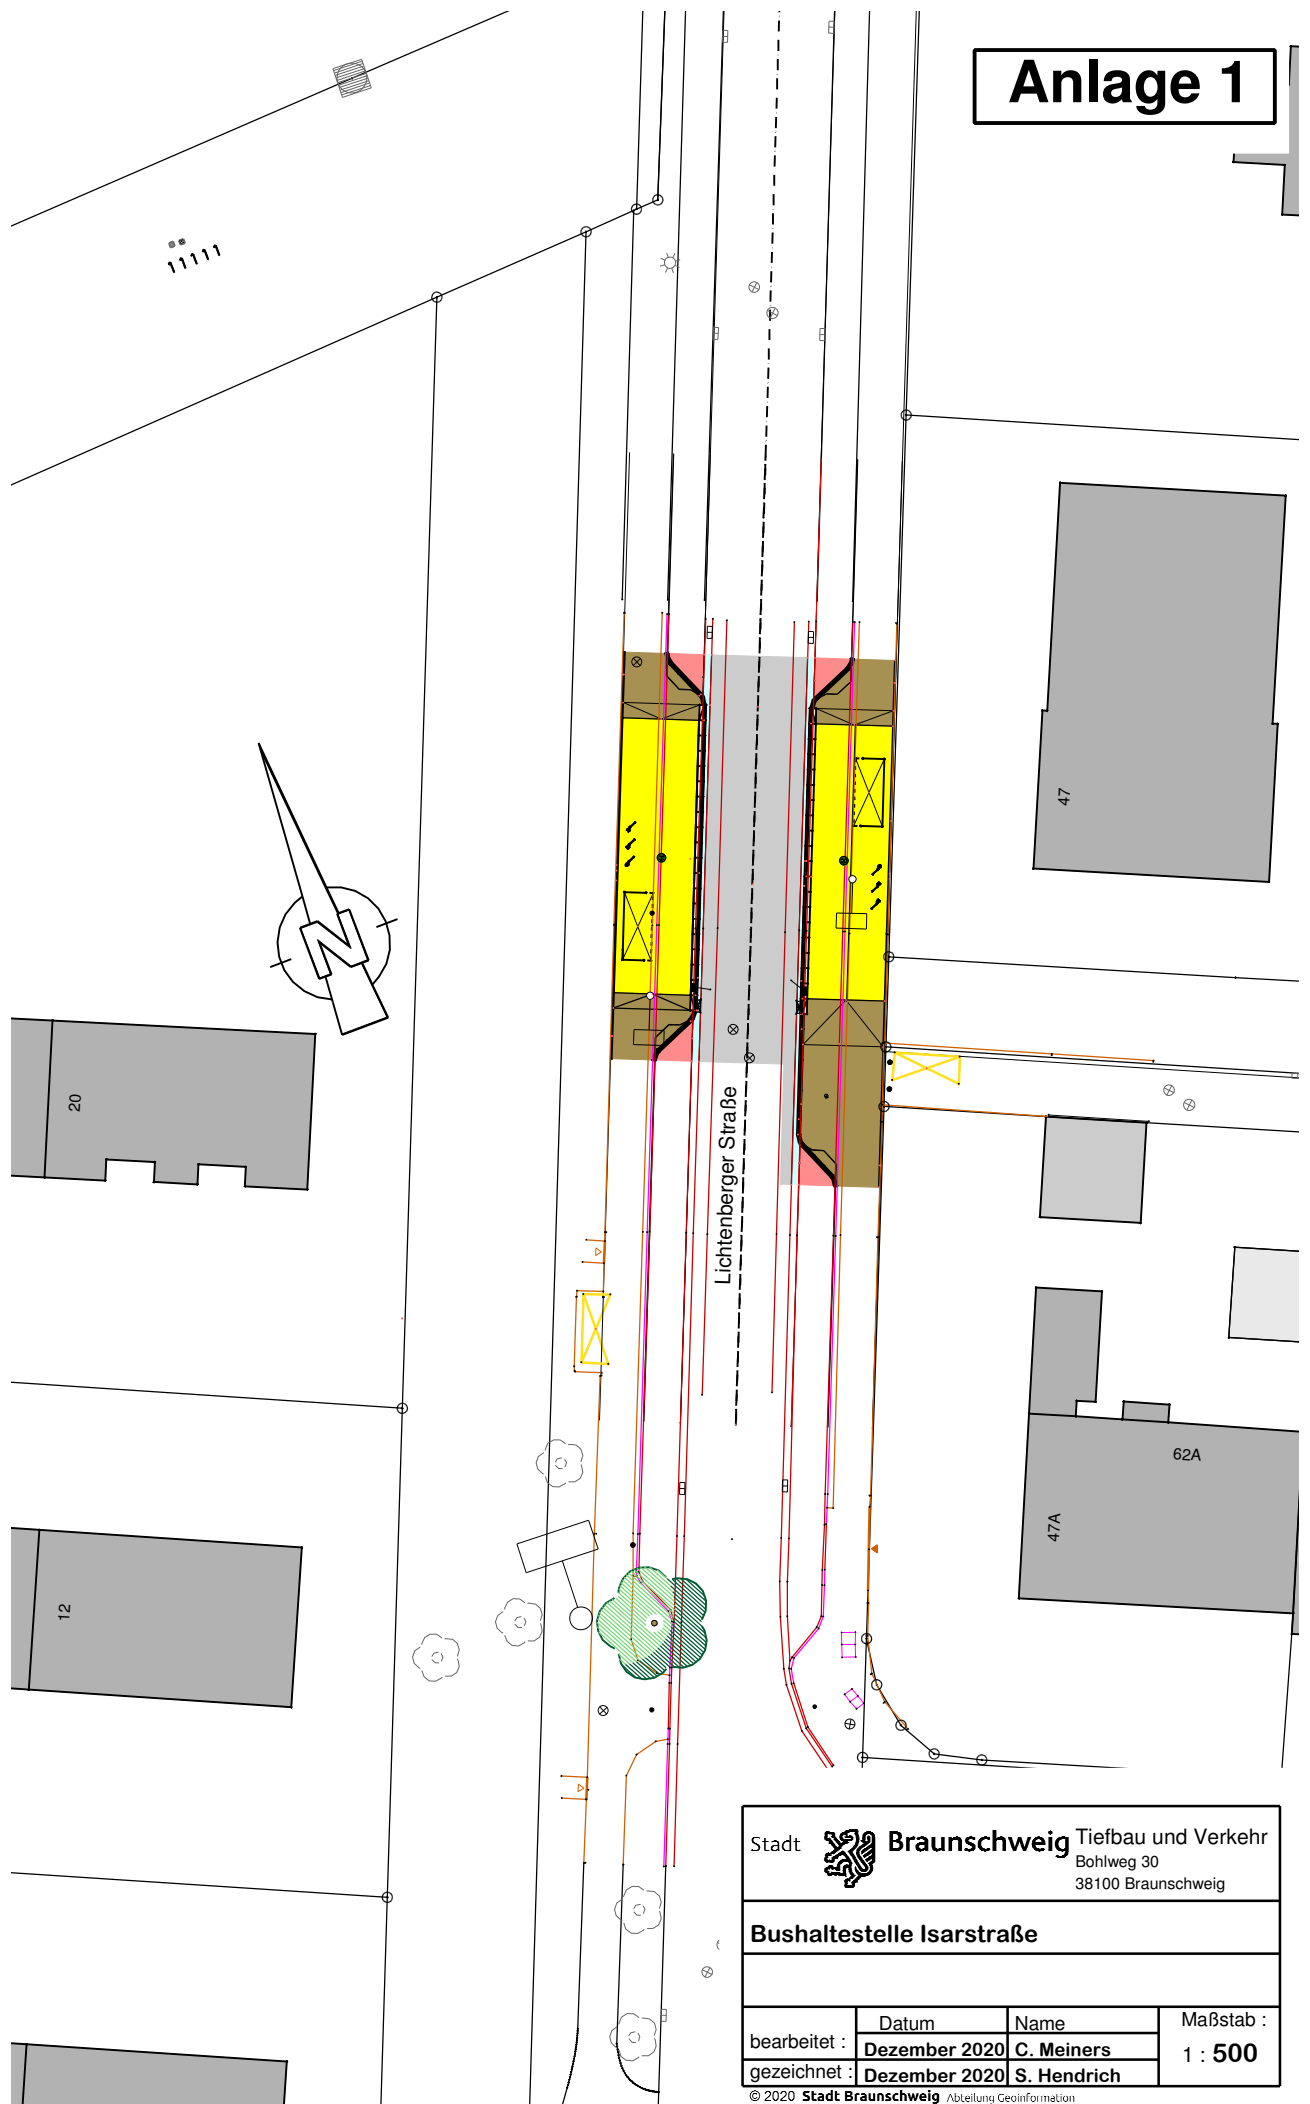 Anlage 1
N
47
20
Lichtenberger Straße
62A
47A
12
Stadt Braunschweig Tiefbau und Verkehr
Bohlweg 30
38100 Braunschweig
Bushaltestelle Isarstraße
Datum Name Maßstab :
bearbeitet : Dezember 2020 C. Meiners
1 : 500
gezeichnet : Dezember 2020 S. Hendrich
© 2020 Stadt Braunschweig Abteilung Geoinformation